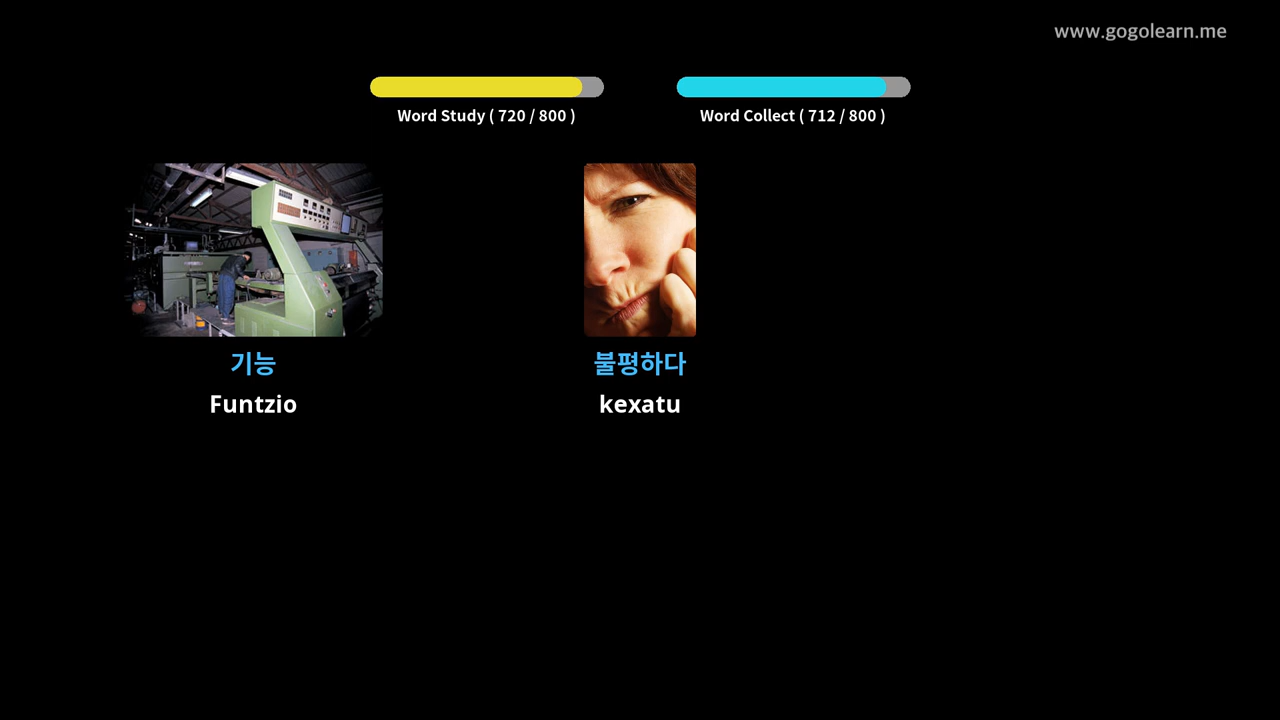 www.gogolearn.me
Word Study ( 720 / 800 )
Word Collect ( 712 / 800 )
기능
Funtzio
불평하다
kexatu